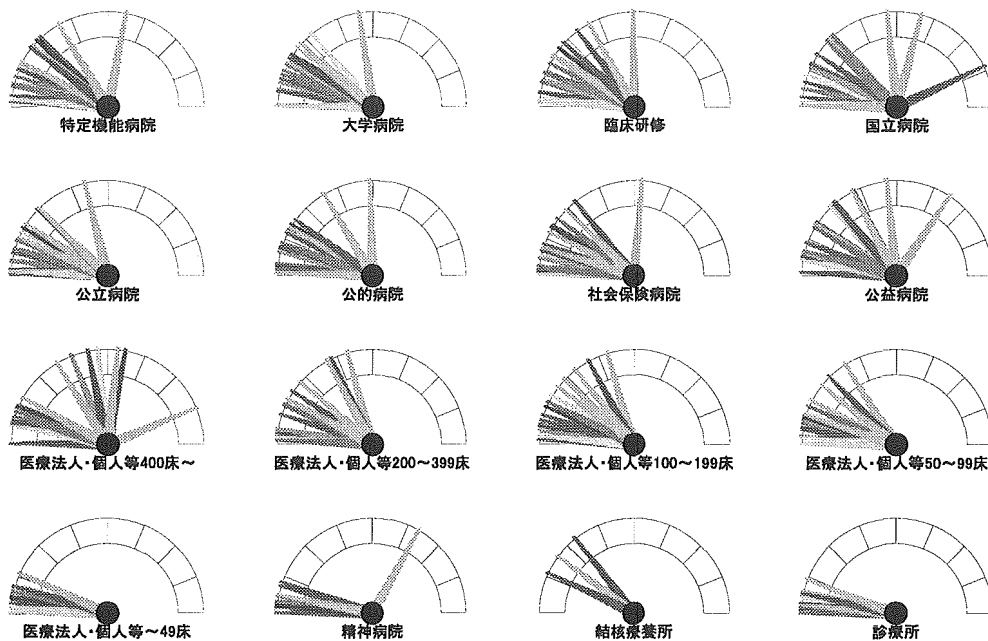 特定機能病院
大学病院
臨床研修
国立病院
公立病院
公的病院
社会保険病院
公益病院
医療法人・個人等400床～
医療法人・個人等200～399床
医療法人・個人等100～199床
医療法人・個人等50～99床
医療法人・個人等～49床
精神病院
結核療養所
診療所